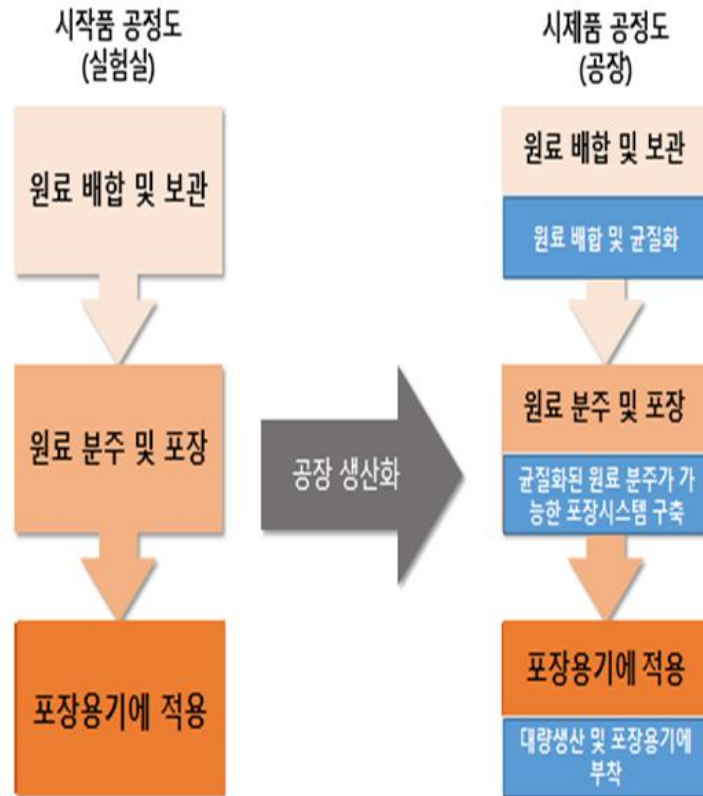 시작품 공정도
(실험실)
원료 배합 및 보관
원료 분주 및 포장
포장용기에 적용
공장 생산화
시제품 공정도
(공장)
원료 배합 및 보관
원료 배합 및 균질화
원료 분주 및 포장
균질화된 원료 분주가 가
능한 포장시스템 구축
포장용기에 적용
대량생산 및 포장용기에
부착